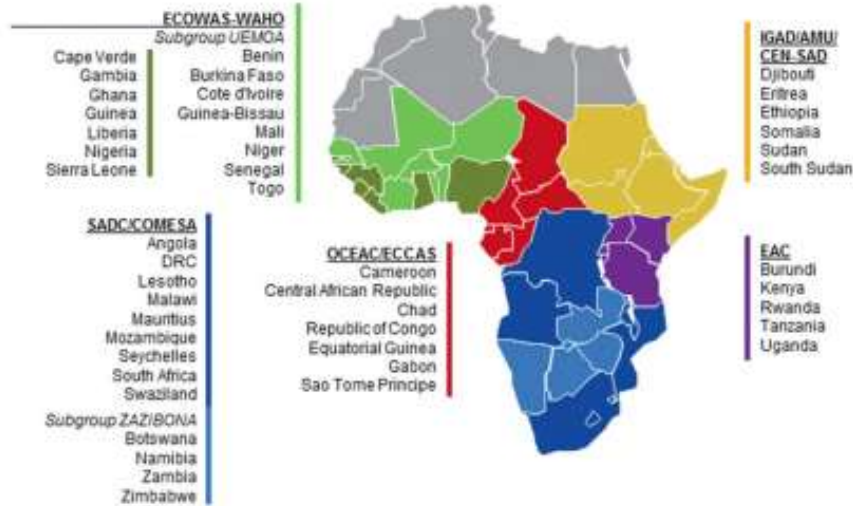 ECOWAS-WAHO
Subgroup UEMOA
Cape Verde
Gambia
Ghana
Guinea
Liberia
Nigeria
Sierra Leone
Benin
Burkina Faso
Cote d'Ivoire
Guinea-Bissau
Mali
Niger
Senegal
Togo
IGAD/AMU/
CEN-SAD
Djibouti
Eritrea
Ethiopia
Somalia
Sudan
South Sudan
SADC/COMESA
Angola
DRC
Lesotho
Malawi
Mauritius
Mozambique
Seychelles
South Africa
Swaziland
Subgroup ZAZIBONA
Botswana
Namibia
Zambia
Zimbabwe
OCEAC/ECCAS
Cameroon
Central African Republic
Chad
Republic of Congo
Equatorial Guinea
Gabon
Sao Tome Principe
EAC
Burundi
Kenya
Rwanda
Tanzania
Uganda